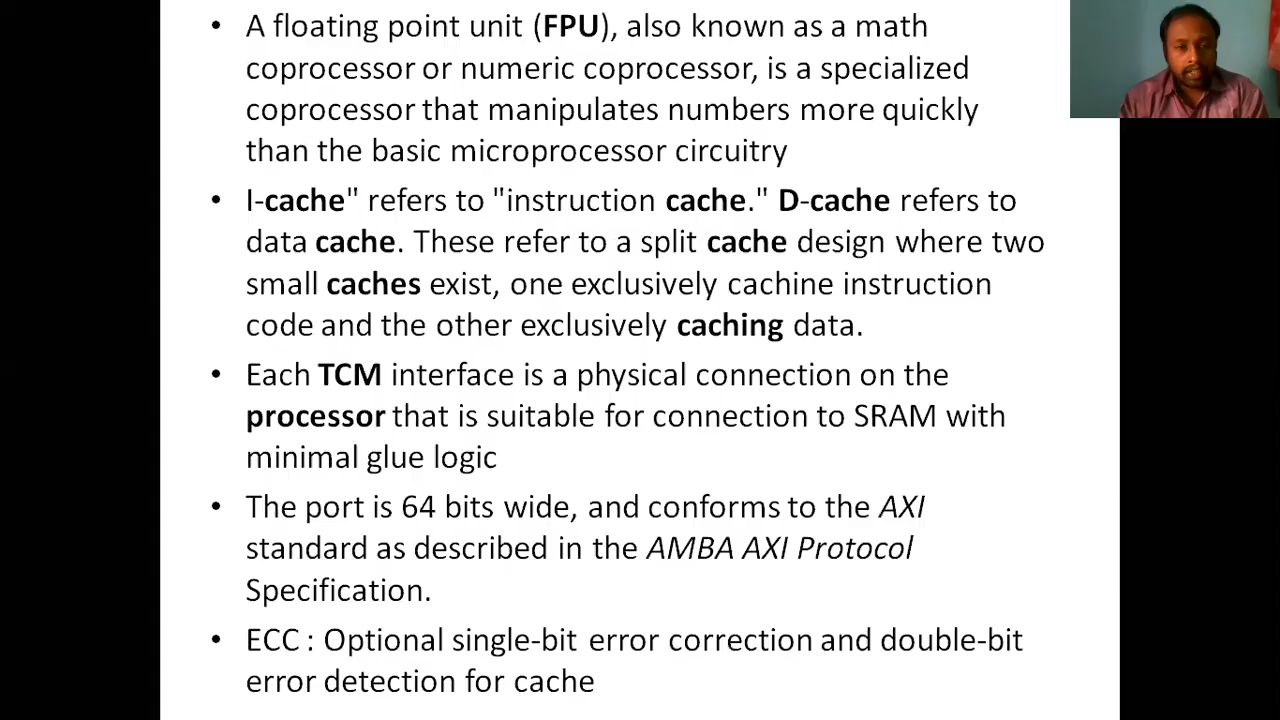 • A floating point unit (FPU), also known as a math
coprocessor or numeric coprocessor, is a specialized
coprocessor that manipulates numbers more quickly
than the basic microprocessor circuitry
• I-cache" refers to "instruction cache." D-cache refers to
data cache. These refer to a split cache design where two
small caches exist, one exclusively cachine instruction
code and the other exclusively caching data.
• Each TCM interface is a physical connection on the
processor that is suitable for connection to SRAM with
minimal glue logic
• The port is 64 bits wide, and conforms to the AXI
standard as described in the AMBA AXI Protocol
Specification.
• ECC : Optional single-bit error correction and double-bit
error detection for cache